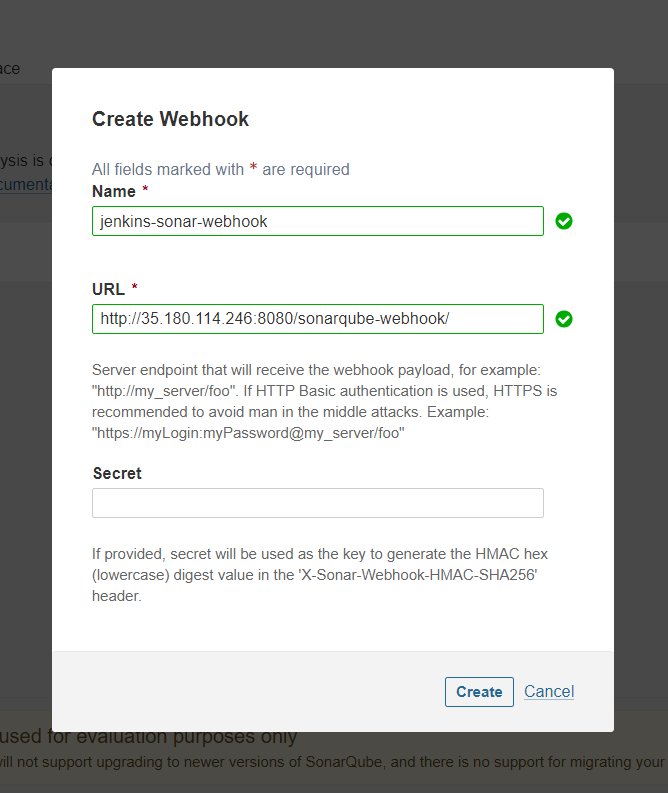 ace
Create Webhook
ysis is
cumenta
All fields marked with * are required
Name *
jenkins-sonar-webhook
URL *
http://35.180.114.246:8080/sonarqube-webhook/
Server endpoint that will receive the webhook payload, for example:
"http://my_server/foo". If HTTP Basic authentication is used, HTTPS is
recommended to avoid man in the middle attacks. Example:
"https://myLogin:myPassword@my_server/foo"
Secret
If provided, secret will be used as the key to generate the HMAC hex
(lowercase) digest value in the 'X-Sonar-Webhook-HMAC-SHA256'
header.
Create Cancel
used for evaluation purposes only
will not support upgrading to newer versions of SonarQube, and there is no support for migrating your